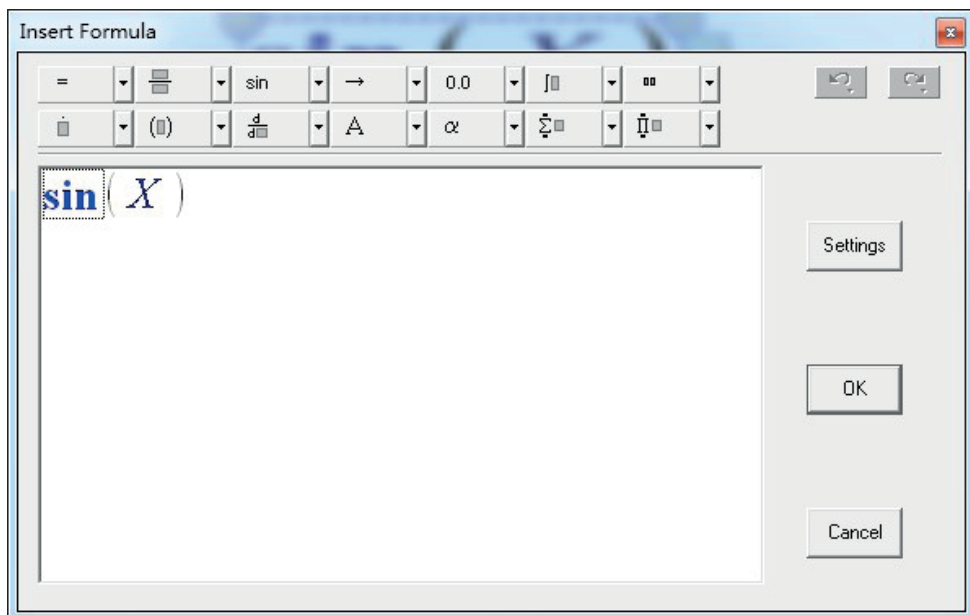 Insert Formula
= sin → 0.0 ∫
(▯) d/d▯ A α Σ▯ Π▯
sin ( X )
Settings
OK
Cancel